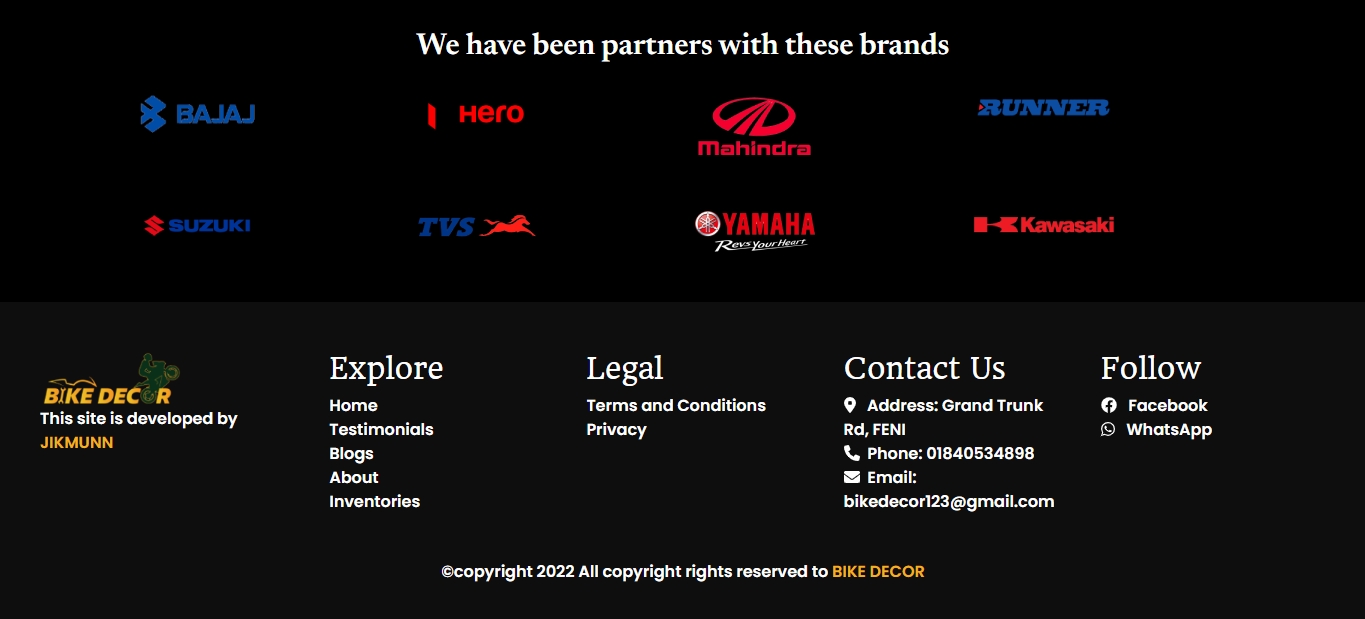 We have been partners with these brands
BAJAJ
Hero
Mahindra
RUNNER
SUZUKI
TVS
YAMAHA
Revs Your Heart
Kawasaki
BIKE DECOR
This site is developed by
JIKMUNN
Explore
Home
Testimonials
Blogs
About
Inventories
Legal
Terms and Conditions
Privacy
Contact Us
Address: Grand Trunk
Rd, FENI
Phone: 01840534898
Email:
bikedecor123@gmail.com
Follow
Facebook
WhatsApp
©copyright 2022 All copyright rights reserved to BIKE DECOR